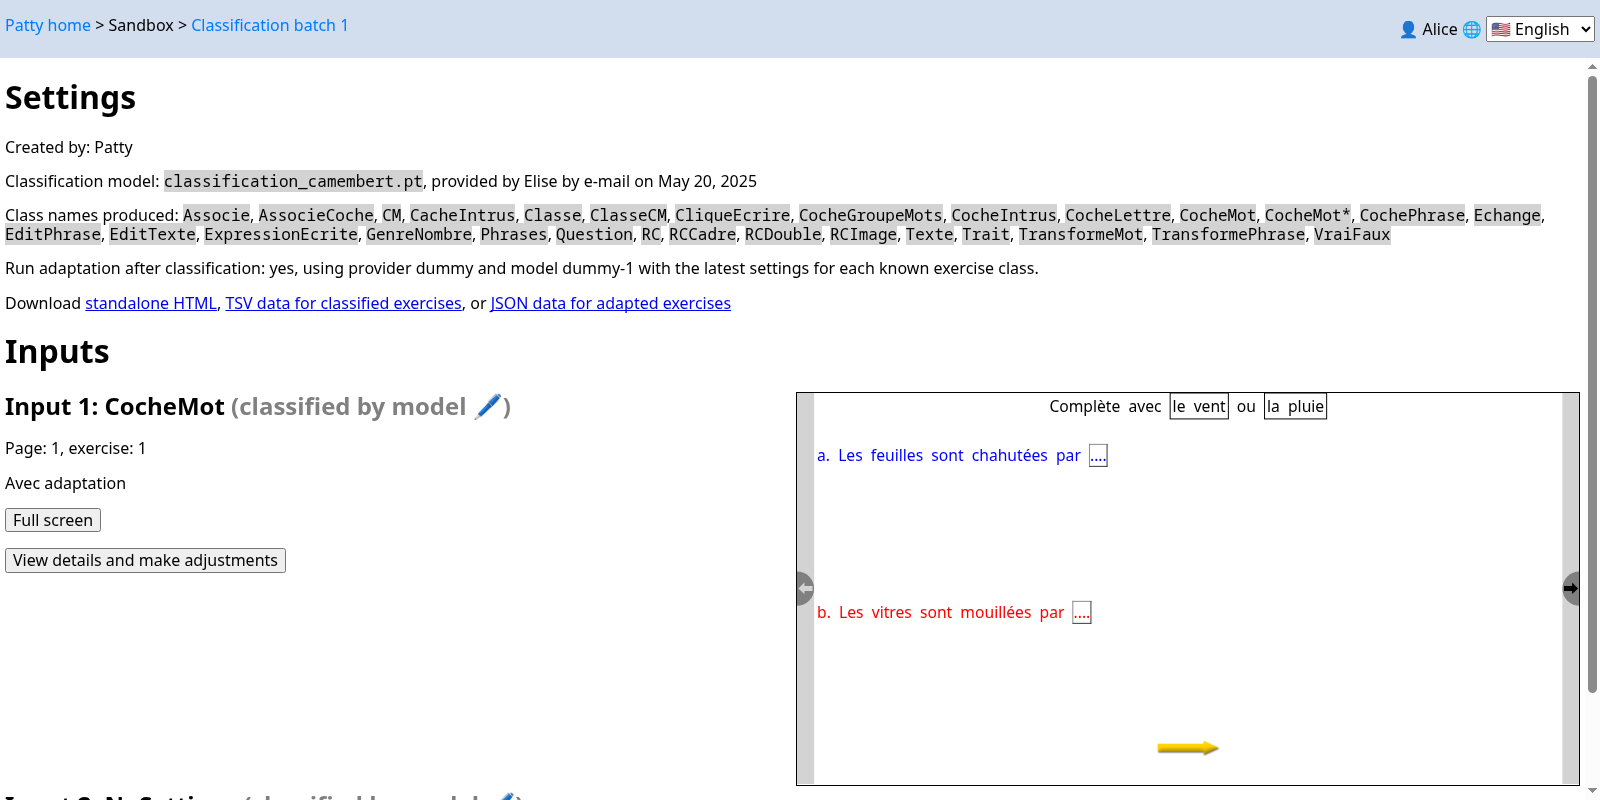 Patty home > Sandbox > Classification batch 1
👤 Alice 🌐 🇺🇸 English
Settings
Created by: Patty
Classification model: classification_camembert.pt, provided by Elise by e-mail on May 20, 2025
Class names produced: Associe, AssocieCoche, CM, CacheIntrus, Classe, ClasseCM, CliqueEcrire, CocheGroupeMots, CocheIntrus, CocheLettre, CocheMot, CocheMot*, CochePhrase, Echange,
EditPhrase, EditTexte, ExpressionEcrite, GenreNombre, Phrases, Question, RC, RCCadre, RCDouble, RCImage, Texte, Trait, TransformeMot, TransformePhrase, VraiFaux
Run adaptation after classification: yes, using provider dummy and model dummy-1 with the latest settings for each known exercise class.
Download standalone HTML, TSV data for classified exercises, or JSON data for adapted exercises
Inputs
Input 1: CocheMot (classified by model 🖊️)
Page: 1, exercise: 1
Avec adaptation
Full screen
View details and make adjustments
Complète avec le vent ou la pluie
a. Les feuilles sont chahutées par ....
b. Les vitres sont mouillées par ....